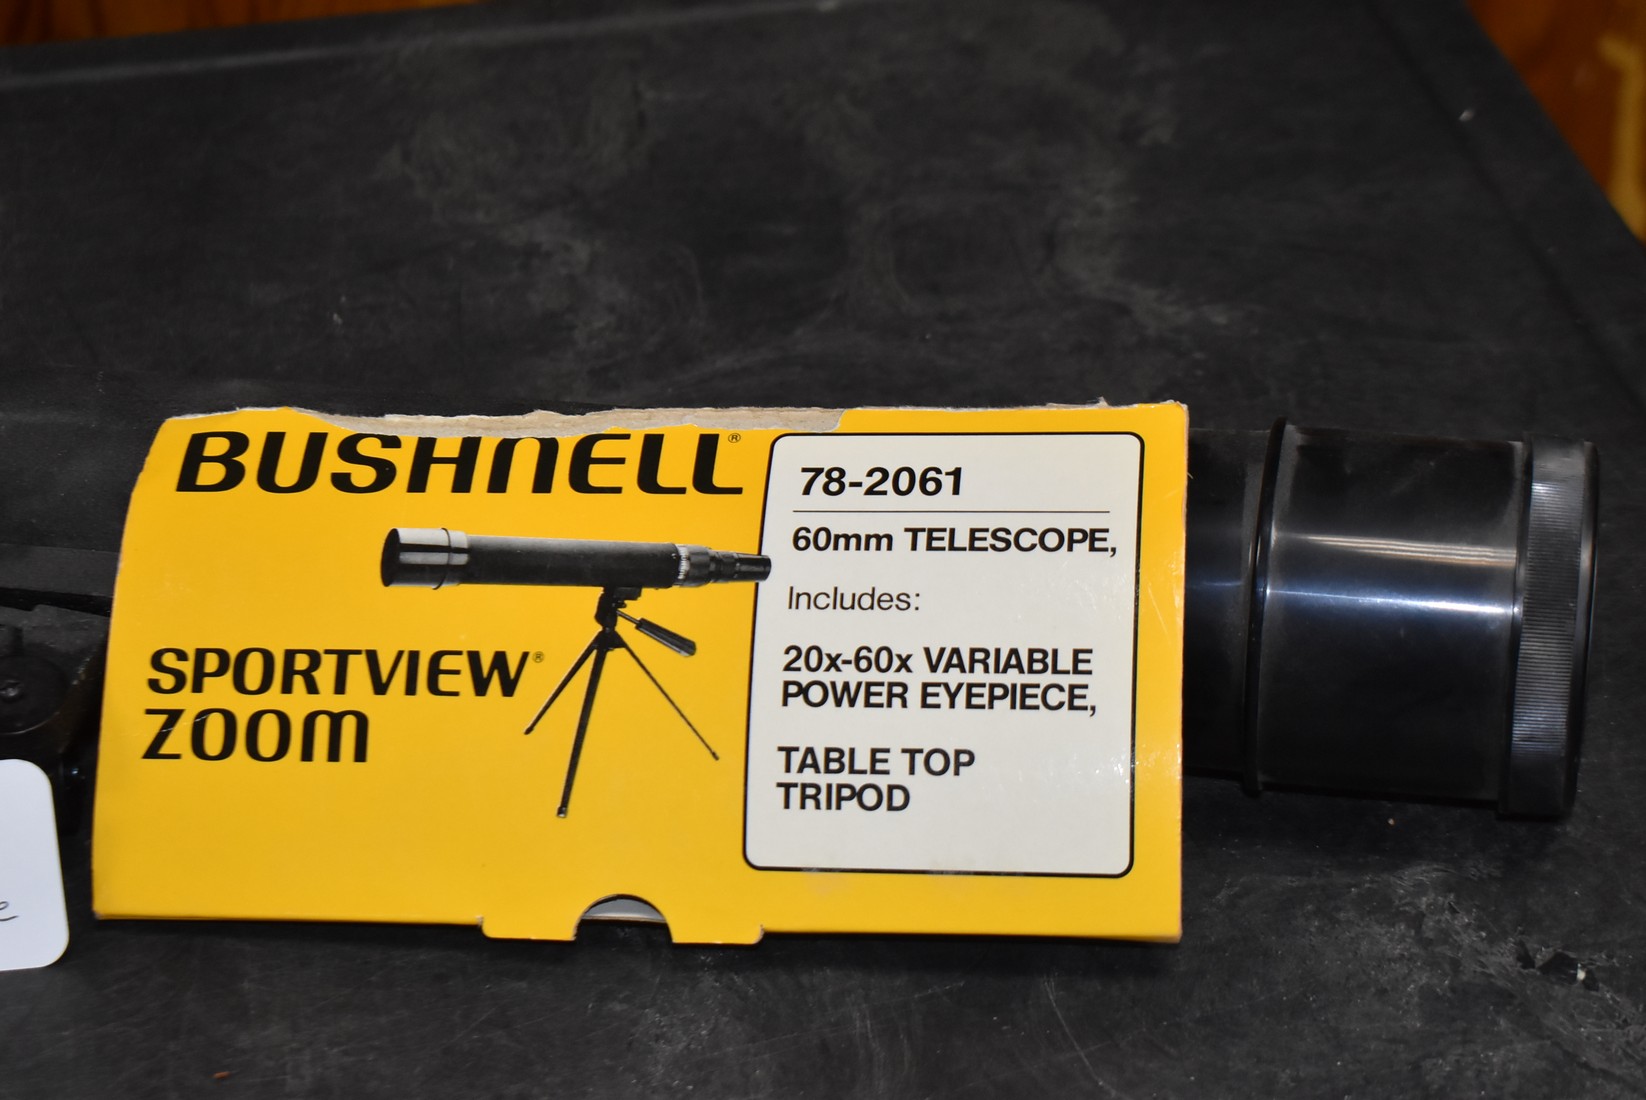 BUSHNELL®
SPORTVIEW®
ZOOM
78-2061
60mm TELESCOPE,
Includes:
20x-60x VARIABLE
POWER EYEPIECE,
TABLE TOP
TRIPOD